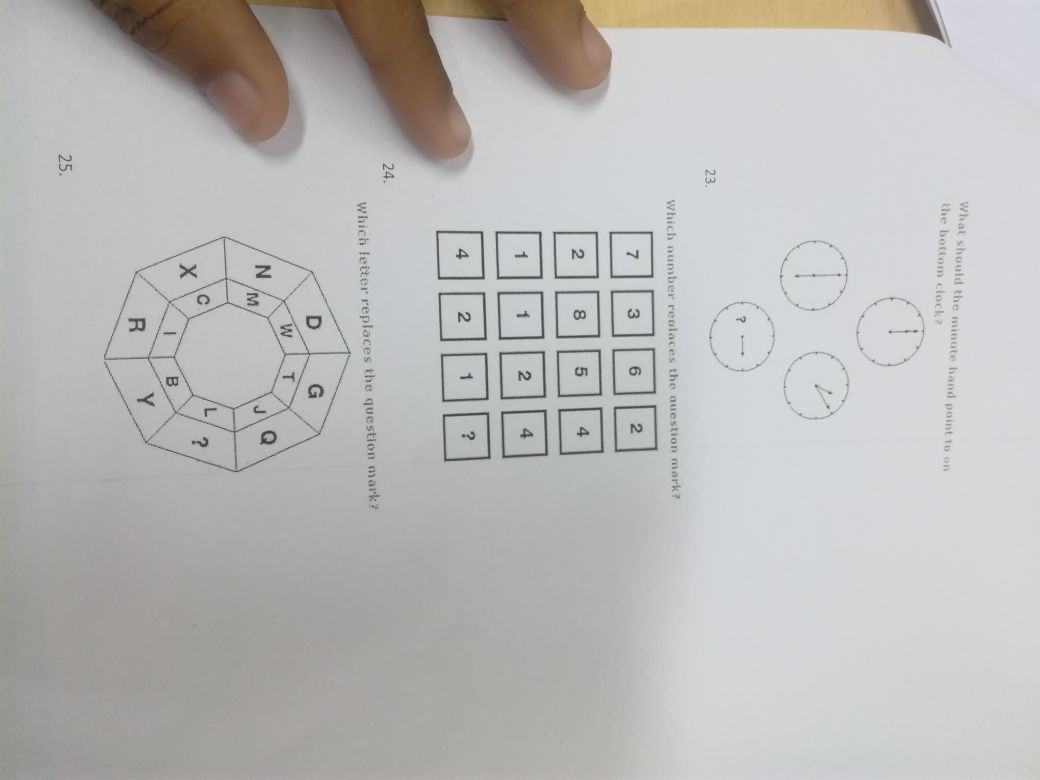 What should the minute hand point to on
the bottom clock?
?
23.
Which number replaces the question mark?
7 3 6 2
2 8 5 4
1 1 2 4
4 2 1 ?
24.
Which letter replaces the question mark?
D G
W T
N Q
M J
C L
X ?
I B
R Y
25.